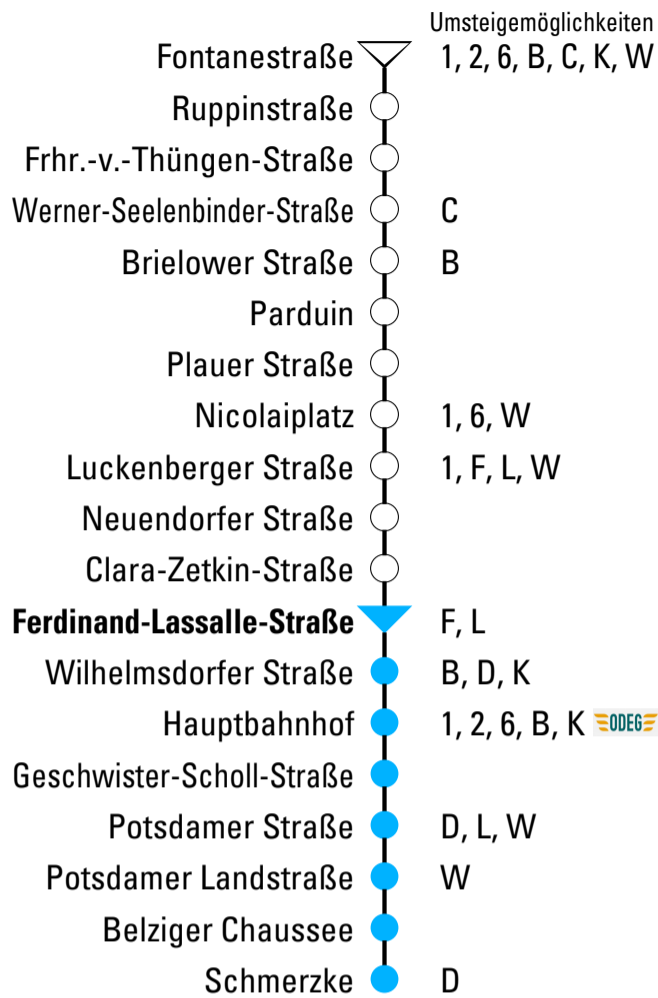 Umsteigemöglichkeiten
Fontanestraße 1, 2, 6, B, C, K, W
Ruppinstraße
Frhr.-v.-Thüngen-Straße
Werner-Seelenbinder-Straße C
Brielower Straße B
Parduin
Plauer Straße
Nicolaiplatz 1, 6, W
Luckenberger Straße 1, F, L, W
Neuendorfer Straße
Clara-Zetkin-Straße
Ferdinand-Lassalle-Straße F, L
Wilhelmsdorfer Straße B, D, K
Hauptbahnhof 1, 2, 6, B, K ODEG
Geschwister-Scholl-Straße
Potsdamer Straße D, L, W
Potsdamer Landstraße W
Belziger Chaussee
Schmerzke D